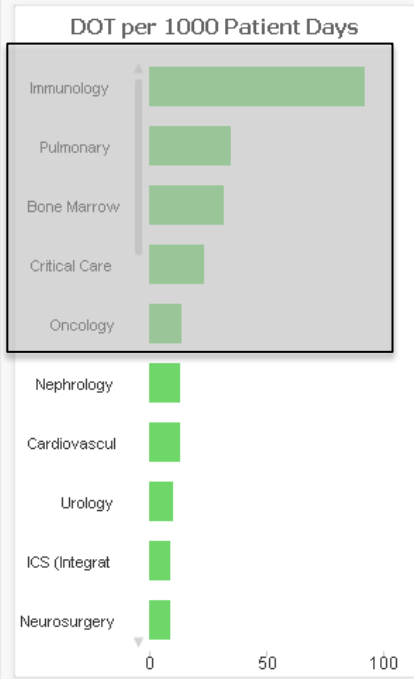 DOT per 1000 Patient Days
Immunology
Pulmonary
Bone Marrow
Critical Care
Oncology
Nephrology
Cardiovascul
Urology
ICS (Integrat
Neurosurgery
0 50 100